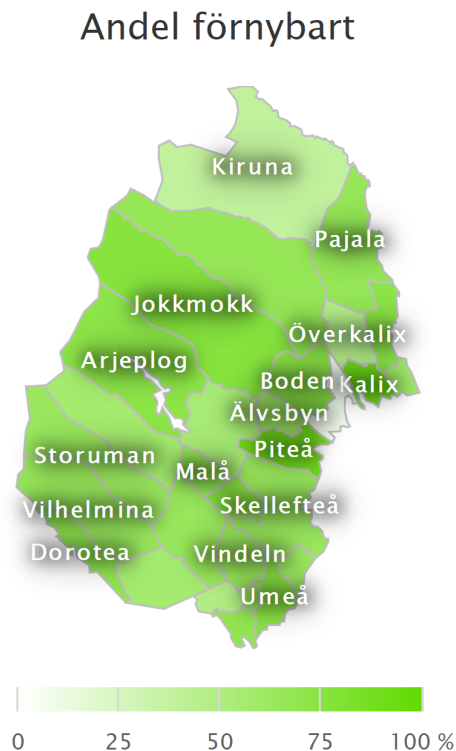 Andel förnybart
Kiruna
Pajala
Jokkmokk
Överkalix
Arjeplog
Boden
Kalix
Älvsbyn
Piteå
Storuman
Malå
Skellefteå
Vilhelmina
Dorotea
Vindeln
Umeå
0 25 50 75 100 %